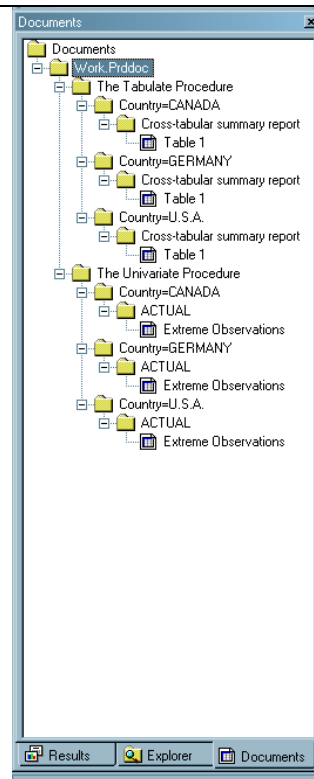 Documents
Documents
Work.Prddoc
The Tabulate Procedure
Country=CANADA
Cross-tabular summary report
Table 1
Country=GERMANY
Cross-tabular summary report
Table 1
Country=U.S.A.
Cross-tabular summary report
Table 1
The Univariate Procedure
Country=CANADA
ACTUAL
Extreme Observations
Country=GERMANY
ACTUAL
Extreme Observations
Country=U.S.A.
ACTUAL
Extreme Observations
Results Explorer Documents